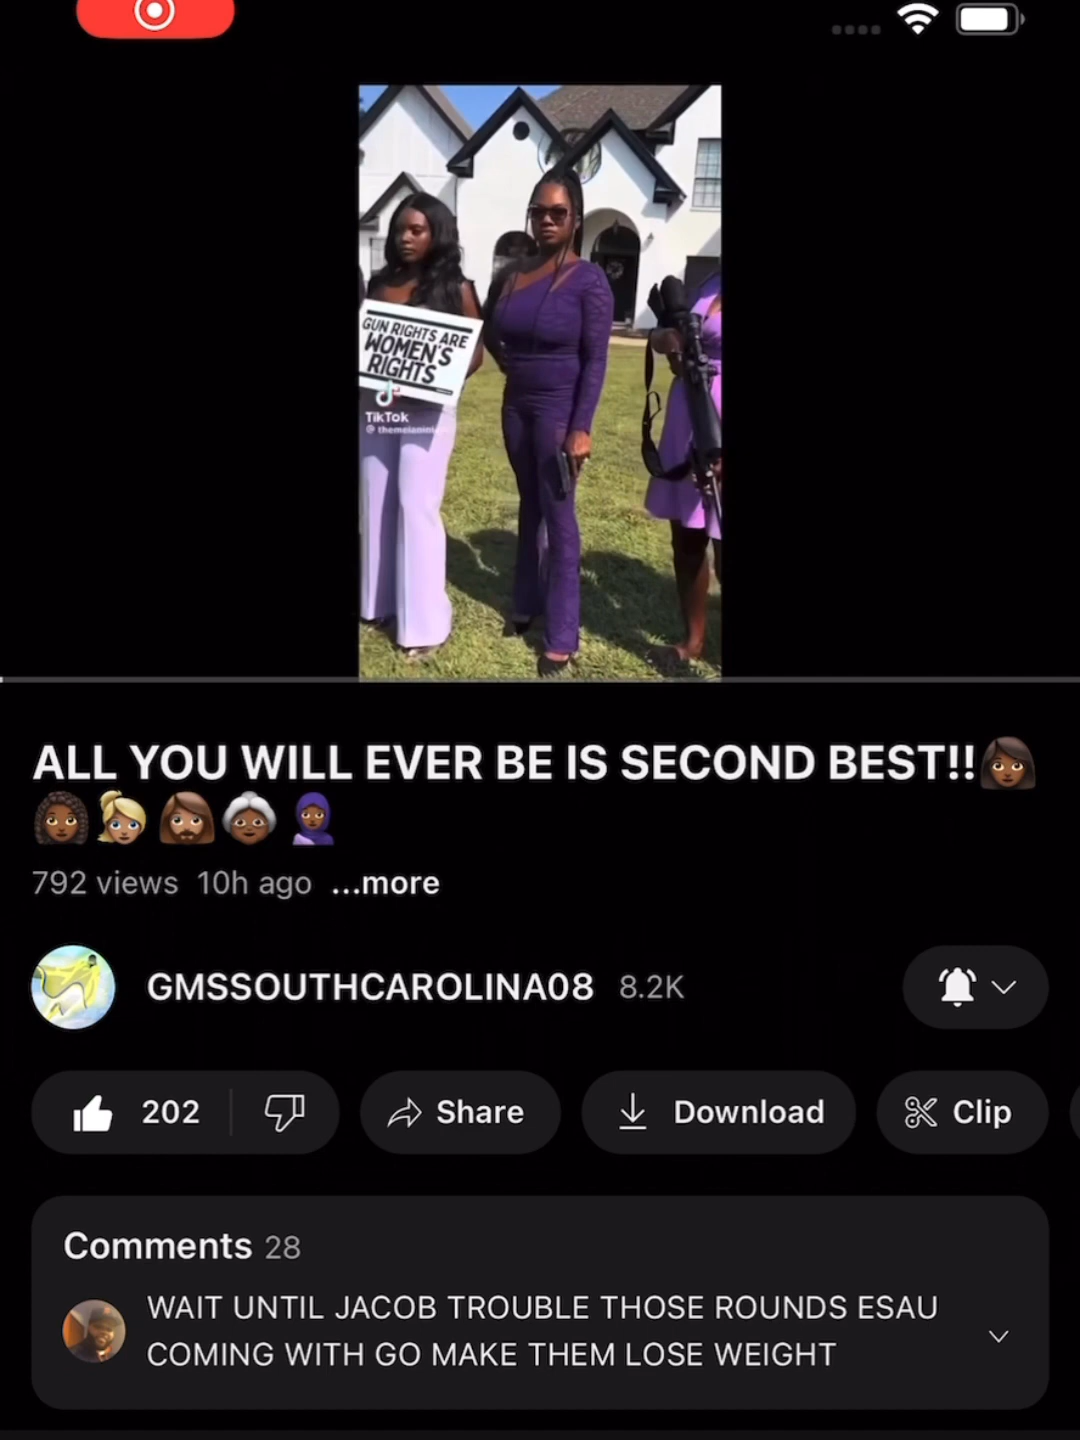 GUN RIGHTS ARE
WOMEN'S
RIGHTS
TikTok
ALL YOU WILL EVER BE IS SECOND BEST!!
792 views 10h ago ...more
GMSSOUTHCAROLINA08 8.2K
202 Share Download Clip
Comments 28
WAIT UNTIL JACOB TROUBLE THOSE ROUNDS ESAU
COMING WITH GO MAKE THEM LOSE WEIGHT